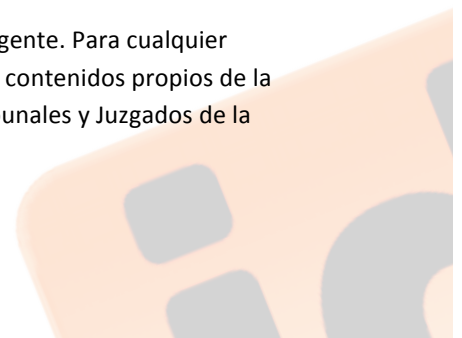 gente. Para cualquier
contenidos propios de la
unales y Juzgados de la